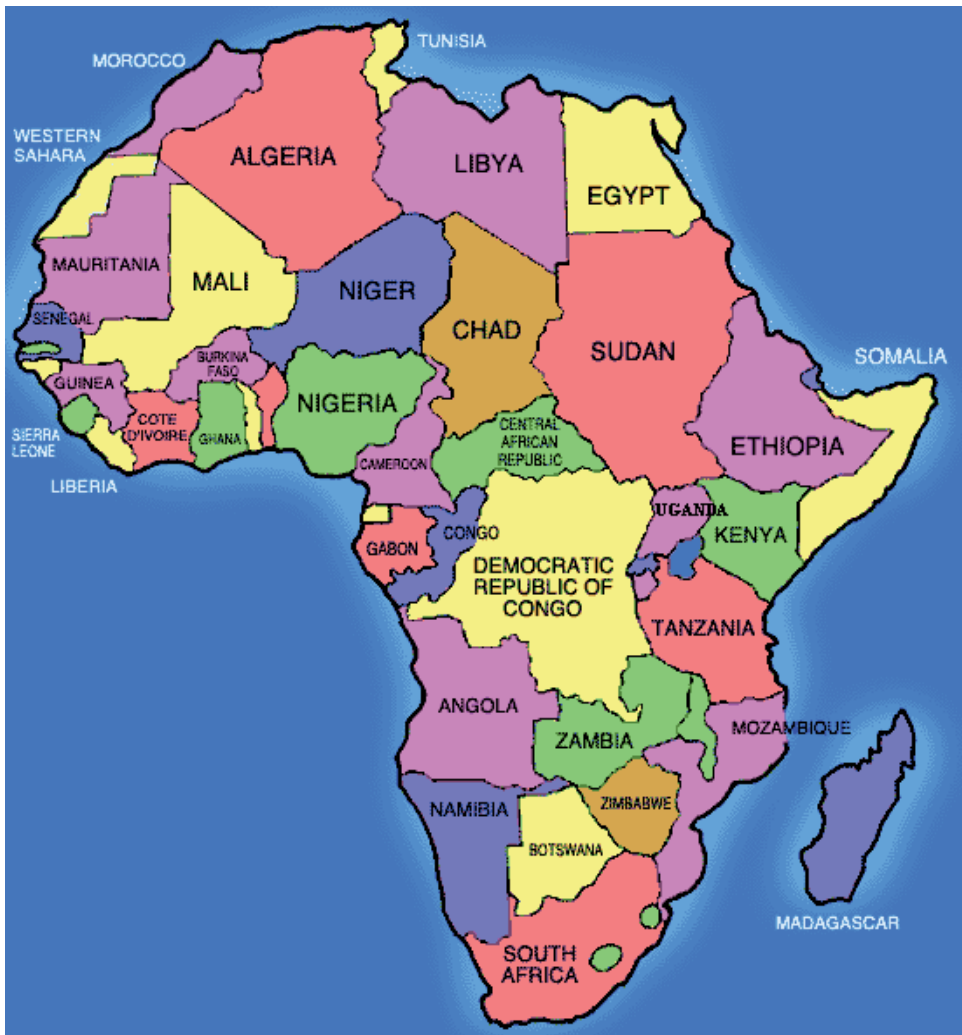 TUNISIA
MOROCCO
WESTERN
SAHARA
ALGERIA
LIBYA
EGYPT
MAURITANIA
MALI
NIGER
CHAD
SUDAN
SENEGAL
BURKINA
FASO
GUINEA
NIGERIA
SOMALIA
SIERRA
LEONE
COTE
D'IVOIRE
GHANA
CENTRAL
AFRICAN
REPUBLIC
ETHIOPIA
LIBERIA
CAMEROON
UGANDA
KENYA
GABON
CONGO
DEMOCRATIC
REPUBLIC OF
CONGO
TANZANIA
ANGOLA
ZAMBIA
MOZAMBIQUE
NAMIBIA
ZIMBABWE
BOTSWANA
MADAGASCAR
SOUTH
AFRICA